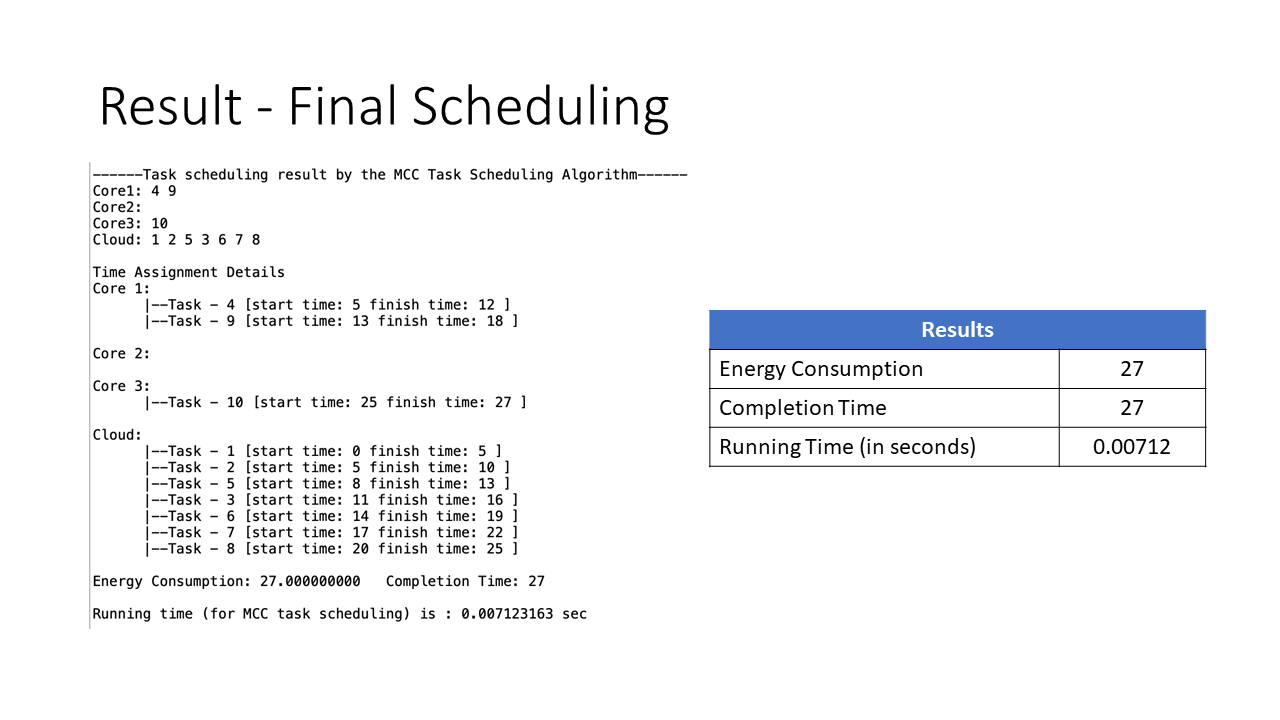 Result - Final Scheduling
------Task scheduling result by the MCC Task Scheduling Algorithm------
Core1: 4 9
Core2:
Core3: 10
Cloud: 1 2 5 3 6 7 8
Time Assignment Details
Core 1:
|--Task - 4 [start time: 5 finish time: 12 ]
|--Task - 9 [start time: 13 finish time: 18 ]
Core 2:
Core 3:
|--Task - 10 [start time: 25 finish time: 27 ]
Cloud:
|--Task - 1 [start time: 0 finish time: 5 ]
|--Task - 2 [start time: 5 finish time: 10 ]
|--Task - 5 [start time: 8 finish time: 13 ]
|--Task - 3 [start time: 11 finish time: 16 ]
|--Task - 6 [start time: 14 finish time: 19 ]
|--Task - 7 [start time: 17 finish time: 22 ]
|--Task - 8 [start time: 20 finish time: 25 ]
Energy Consumption: 27.000000000   Completion Time: 27
Running time (for MCC task scheduling) is : 0.007123163 sec
Results
Energy Consumption 27
Completion Time 27
Running Time (in seconds) 0.00712